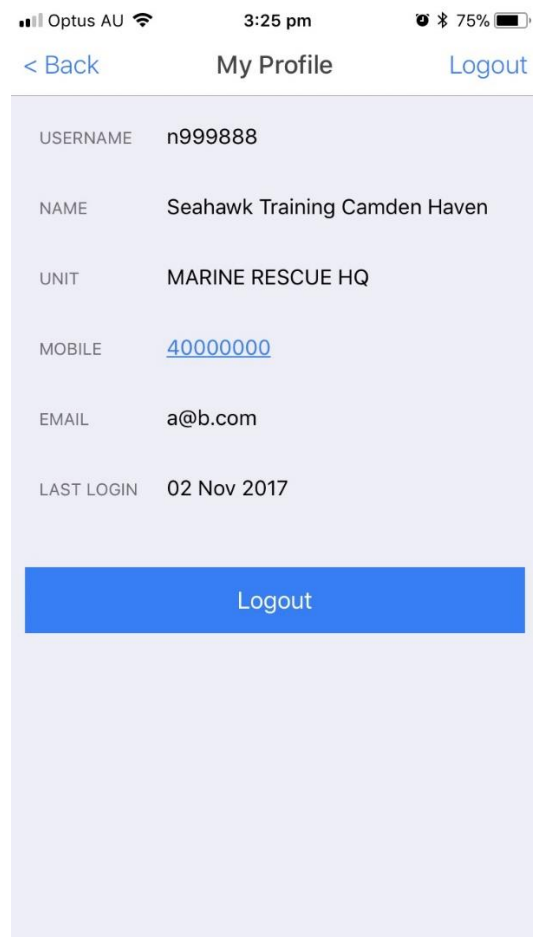 Optus AU 3:25 pm 75%
< Back My Profile Logout
USERNAME n999888
NAME Seahawk Training Camden Haven
UNIT MARINE RESCUE HQ
MOBILE 40000000
EMAIL a@b.com
LAST LOGIN 02 Nov 2017
Logout